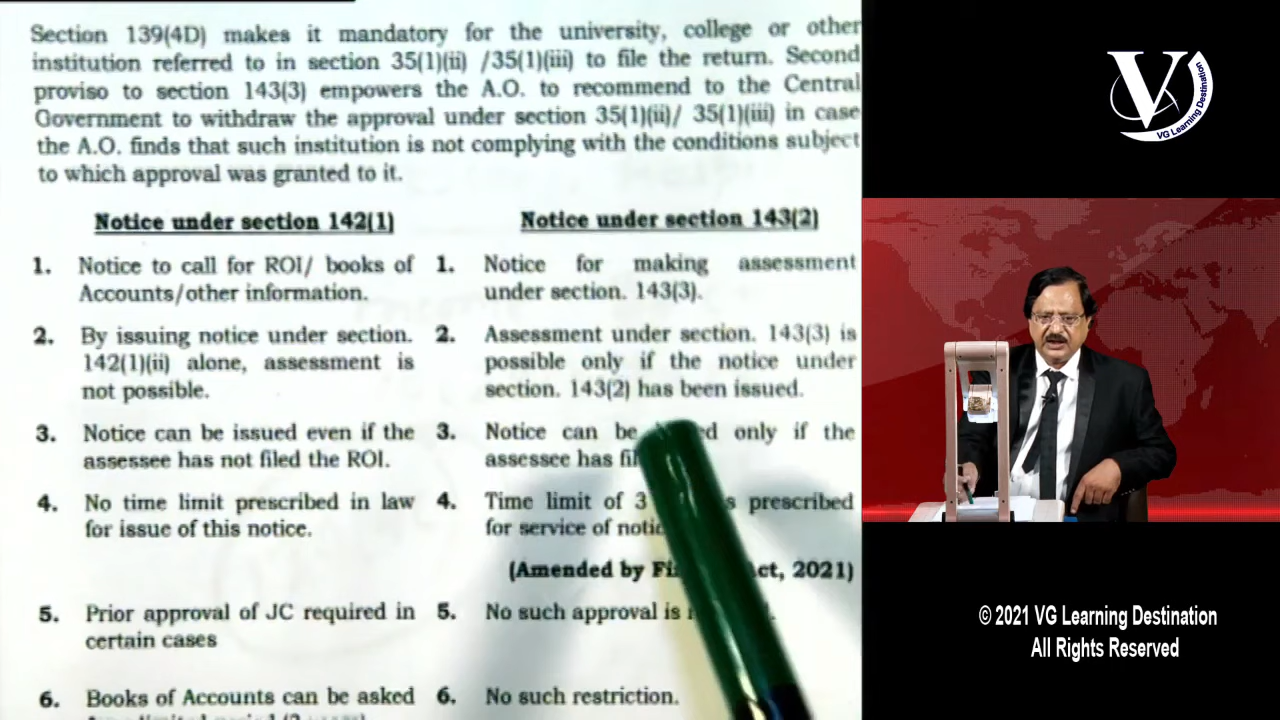 Section 139(4D) makes it mandatory for the university, college or other
institution referred to in section 35(1)(ii) /35(1)(iii) to file the return. Second
proviso to section 143(3) empowers the A.O. to recommend to the Central
Government to withdraw the approval under section 35(1)(ii)/ 35(1)(iii) in case
the A.O. finds that such institution is not complying with the conditions subject
to which approval was granted to it.
Notice under section 142(1)
1. Notice to call for ROI/ books of
Accounts/other information.
2. By issuing notice under section.
142(1)(ii) alone, assessment is
not possible.
3. Notice can be issued even if the
assessee has not filed the ROI.
4. No time limit prescribed in law
for issue of this notice.
5. Prior approval of JC required in
certain cases
6. Books of Accounts can be asked
Notice under section 143(2)
1. Notice for making assessment
under section. 143(3).
2. Assessment under section. 143(3) is
possible only if the notice under
section. 143(2) has been issued.
3. Notice can be only if the
assessee has
4. Time limit of 3 prescribed
for service of
(Amended by 2021)
5. No such approval is
6. No such restriction.
V
VG Learning Destination
© 2021 VG Learning Destination
All Rights Reserved